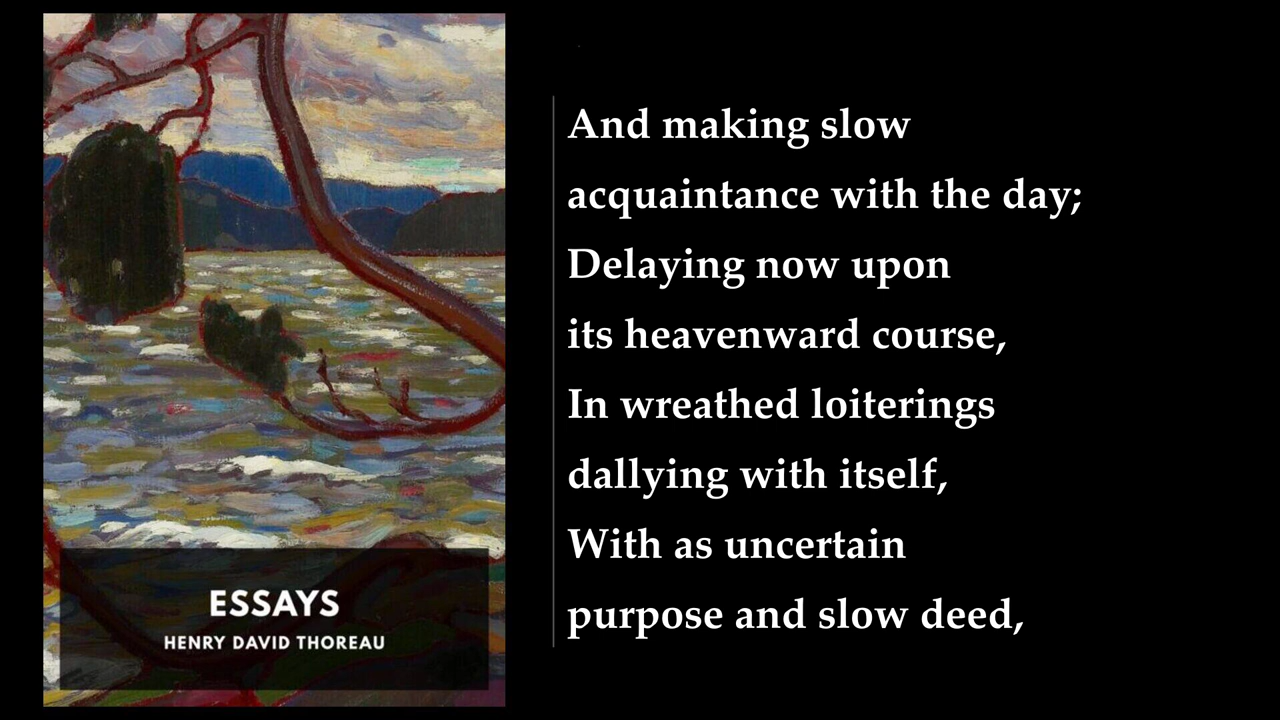 ESSAYS
HENRY DAVID THOREAU
And making slow
acquaintance with the day;
Delaying now upon
its heavenward course,
In wreathed loiterings
dallying with itself,
With as uncertain
purpose and slow deed,